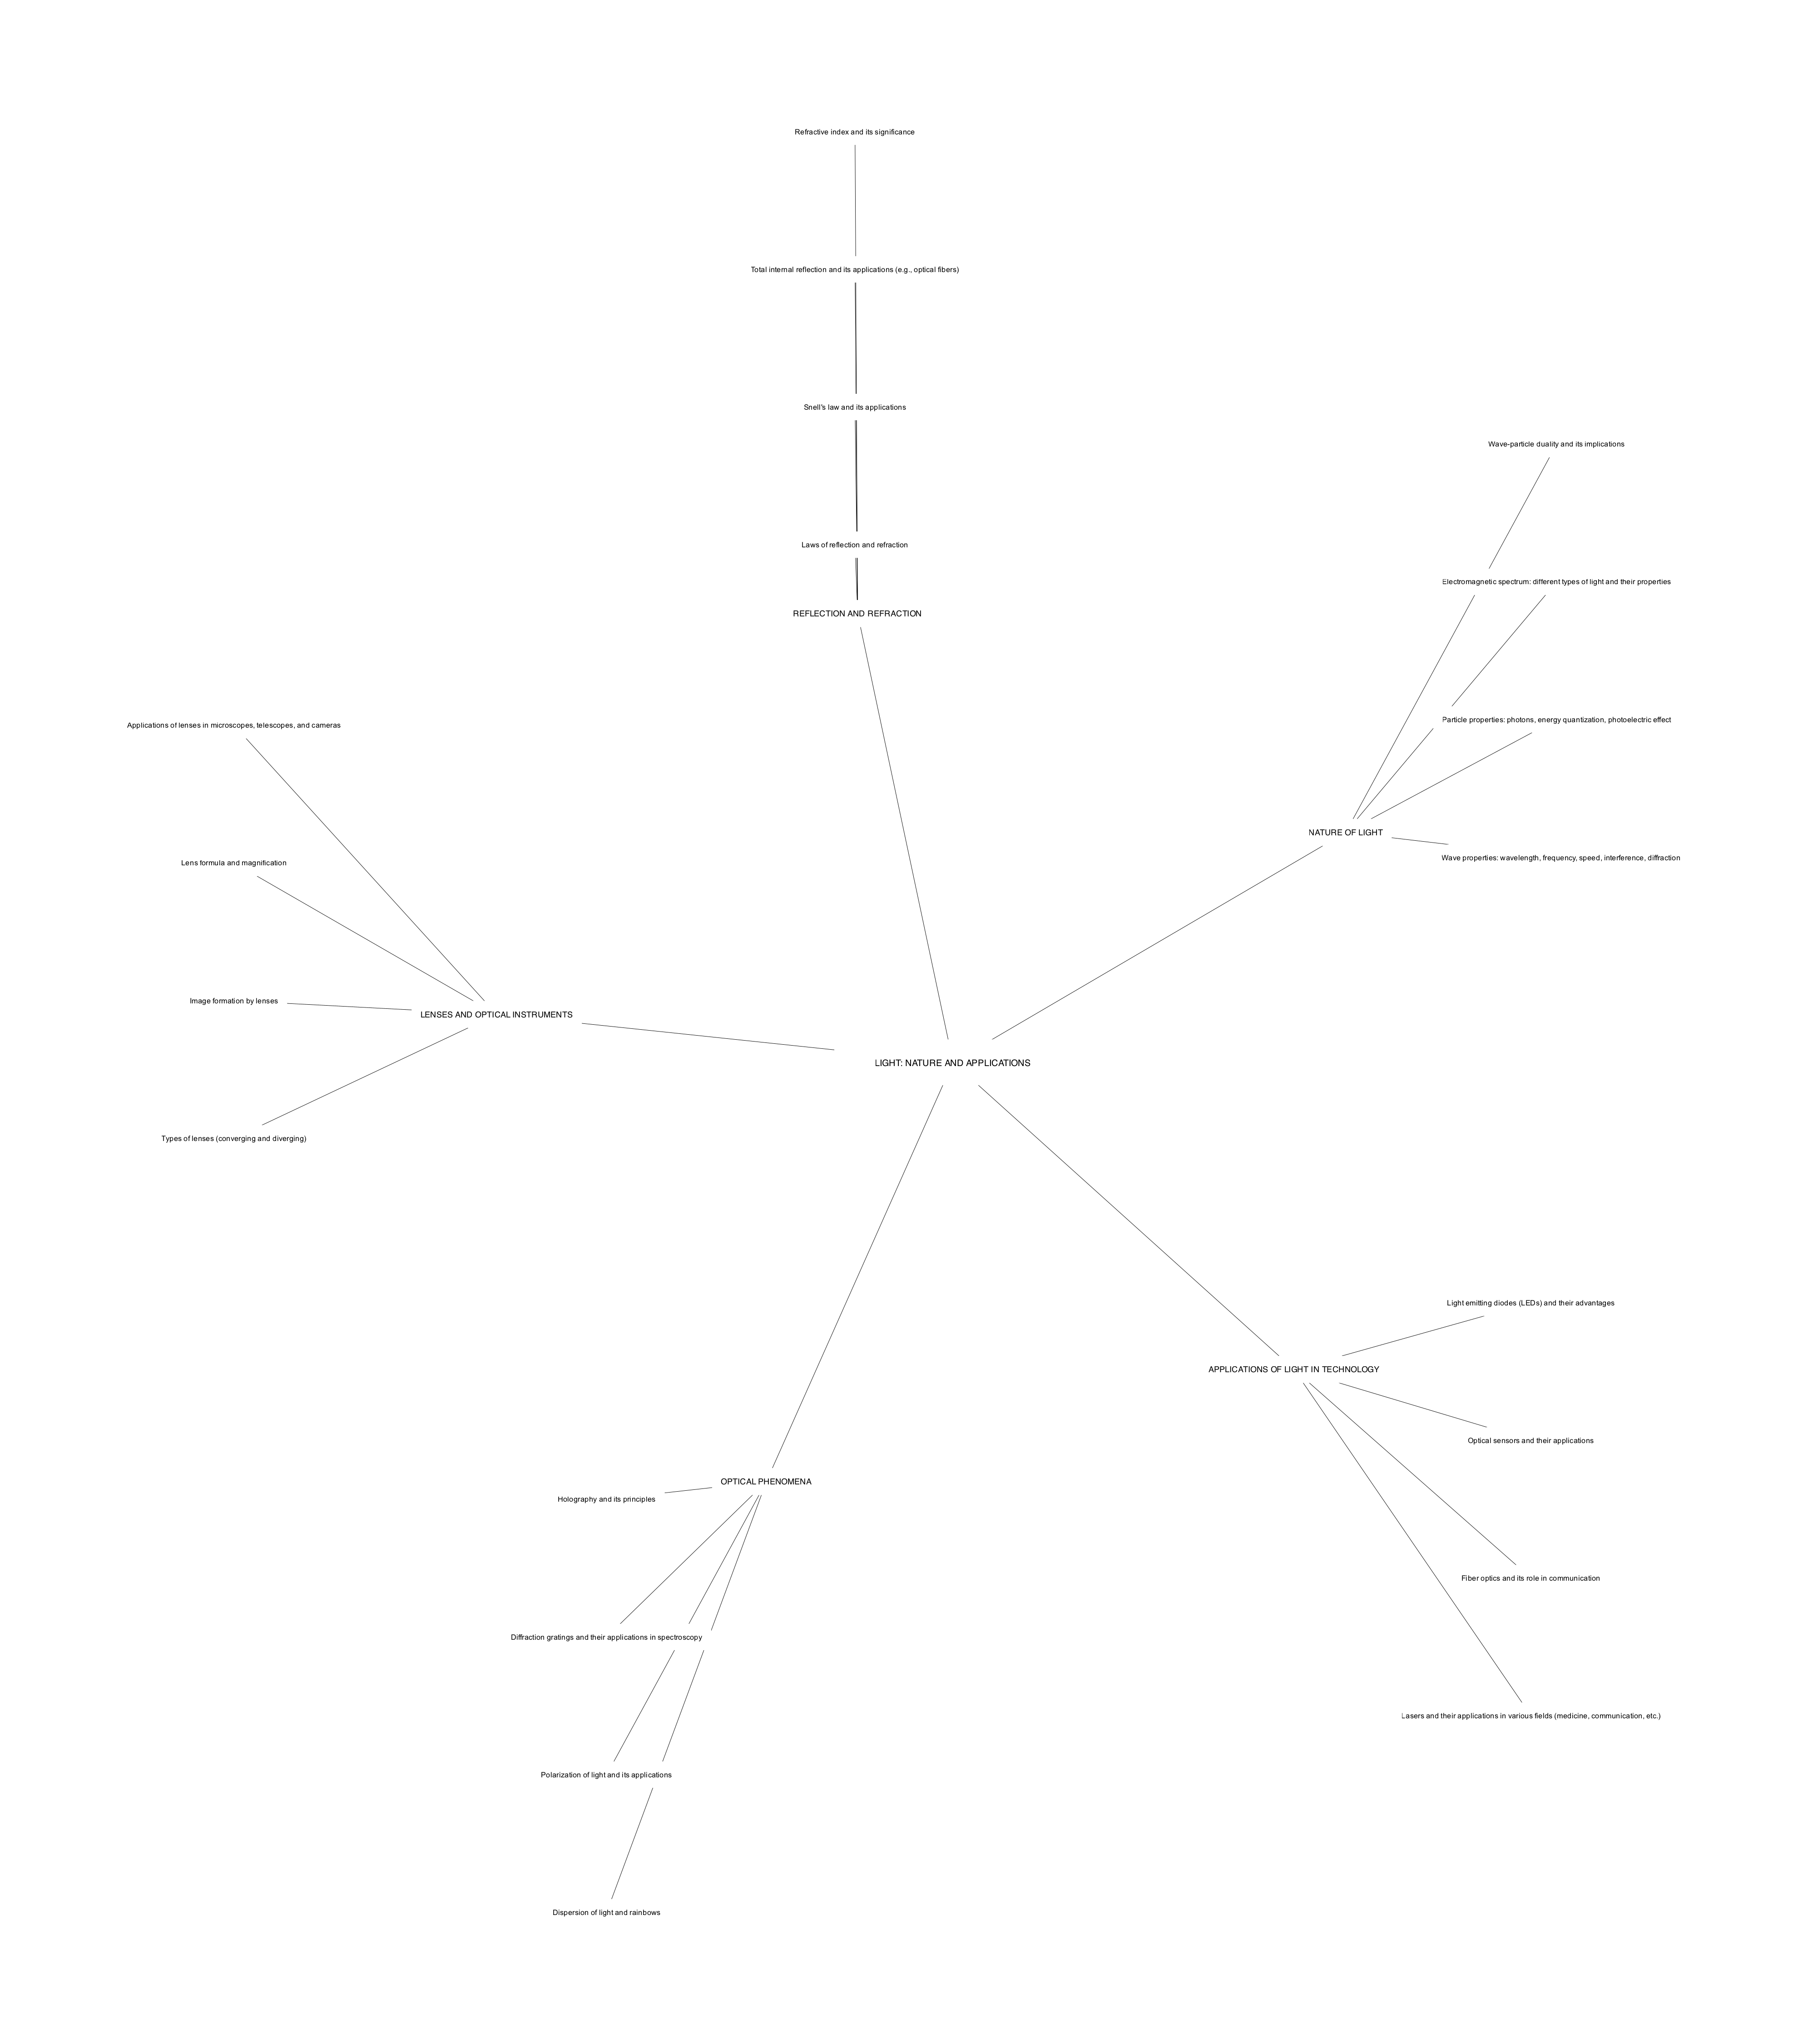 Refractive index and its significance
Total internal reflection and its applications (e.g., optical fibers)
Snell's law and its applications
Laws of reflection and refraction
REFLECTION AND REFRACTION
Wave-particle duality and its implications
Electromagnetic spectrum: different types of light and their properties
Particle properties: photons, energy quantization, photoelectric effect
NATURE OF LIGHT
Wave properties: wavelength, frequency, speed, interference, diffraction
Applications of lenses in microscopes, telescopes, and cameras
Lens formula and magnification
Image formation by lenses
LENSES AND OPTICAL INSTRUMENTS
Types of lenses (converging and diverging)
LIGHT: NATURE AND APPLICATIONS
Light emitting diodes (LEDs) and their advantages
APPLICATIONS OF LIGHT IN TECHNOLOGY
Optical sensors and their applications
Fiber optics and its role in communication
Lasers and their applications in various fields (medicine, communication, etc.)
OPTICAL PHENOMENA
Holography and its principles
Diffraction gratings and their applications in spectroscopy
Polarization of light and its applications
Dispersion of light and rainbows